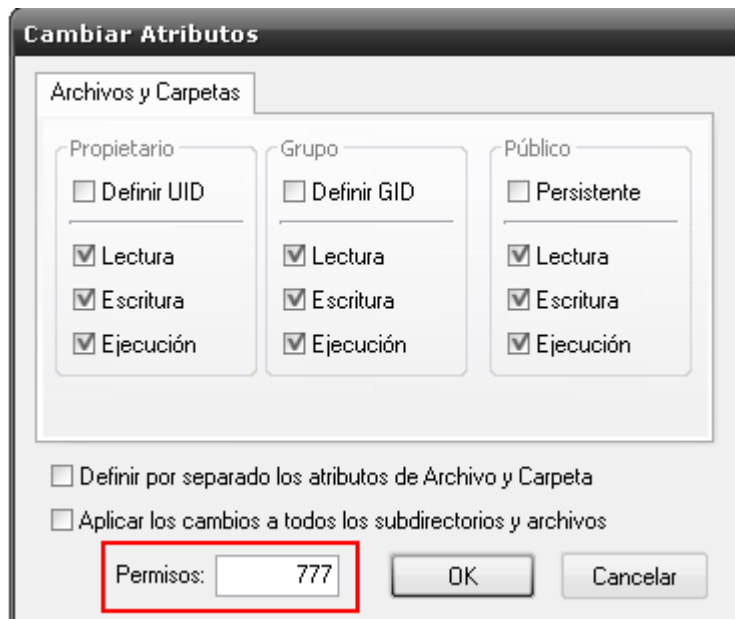 Cambiar Atributos
Archivos y Carpetas
Propietario Grupo Público
Definir UID Definir GID Persistente
Lectura Lectura Lectura
Escritura Escritura Escritura
Ejecución Ejecución Ejecución
Definir por separado los atributos de Archivo y Carpeta
Aplicar los cambios a todos los subdirectorios y archivos
Permisos: 777 OK Cancelar